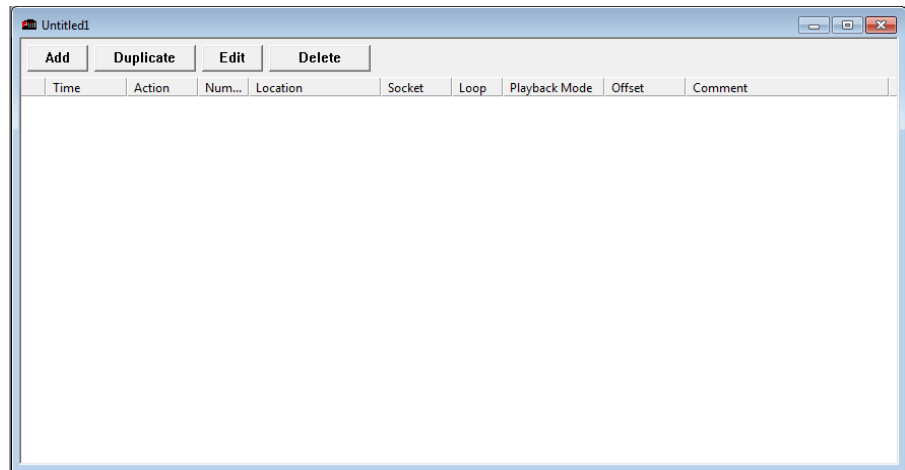 Untitled1
Add Duplicate Edit Delete
Time Action Num... Location Socket Loop Playback Mode Offset Comment